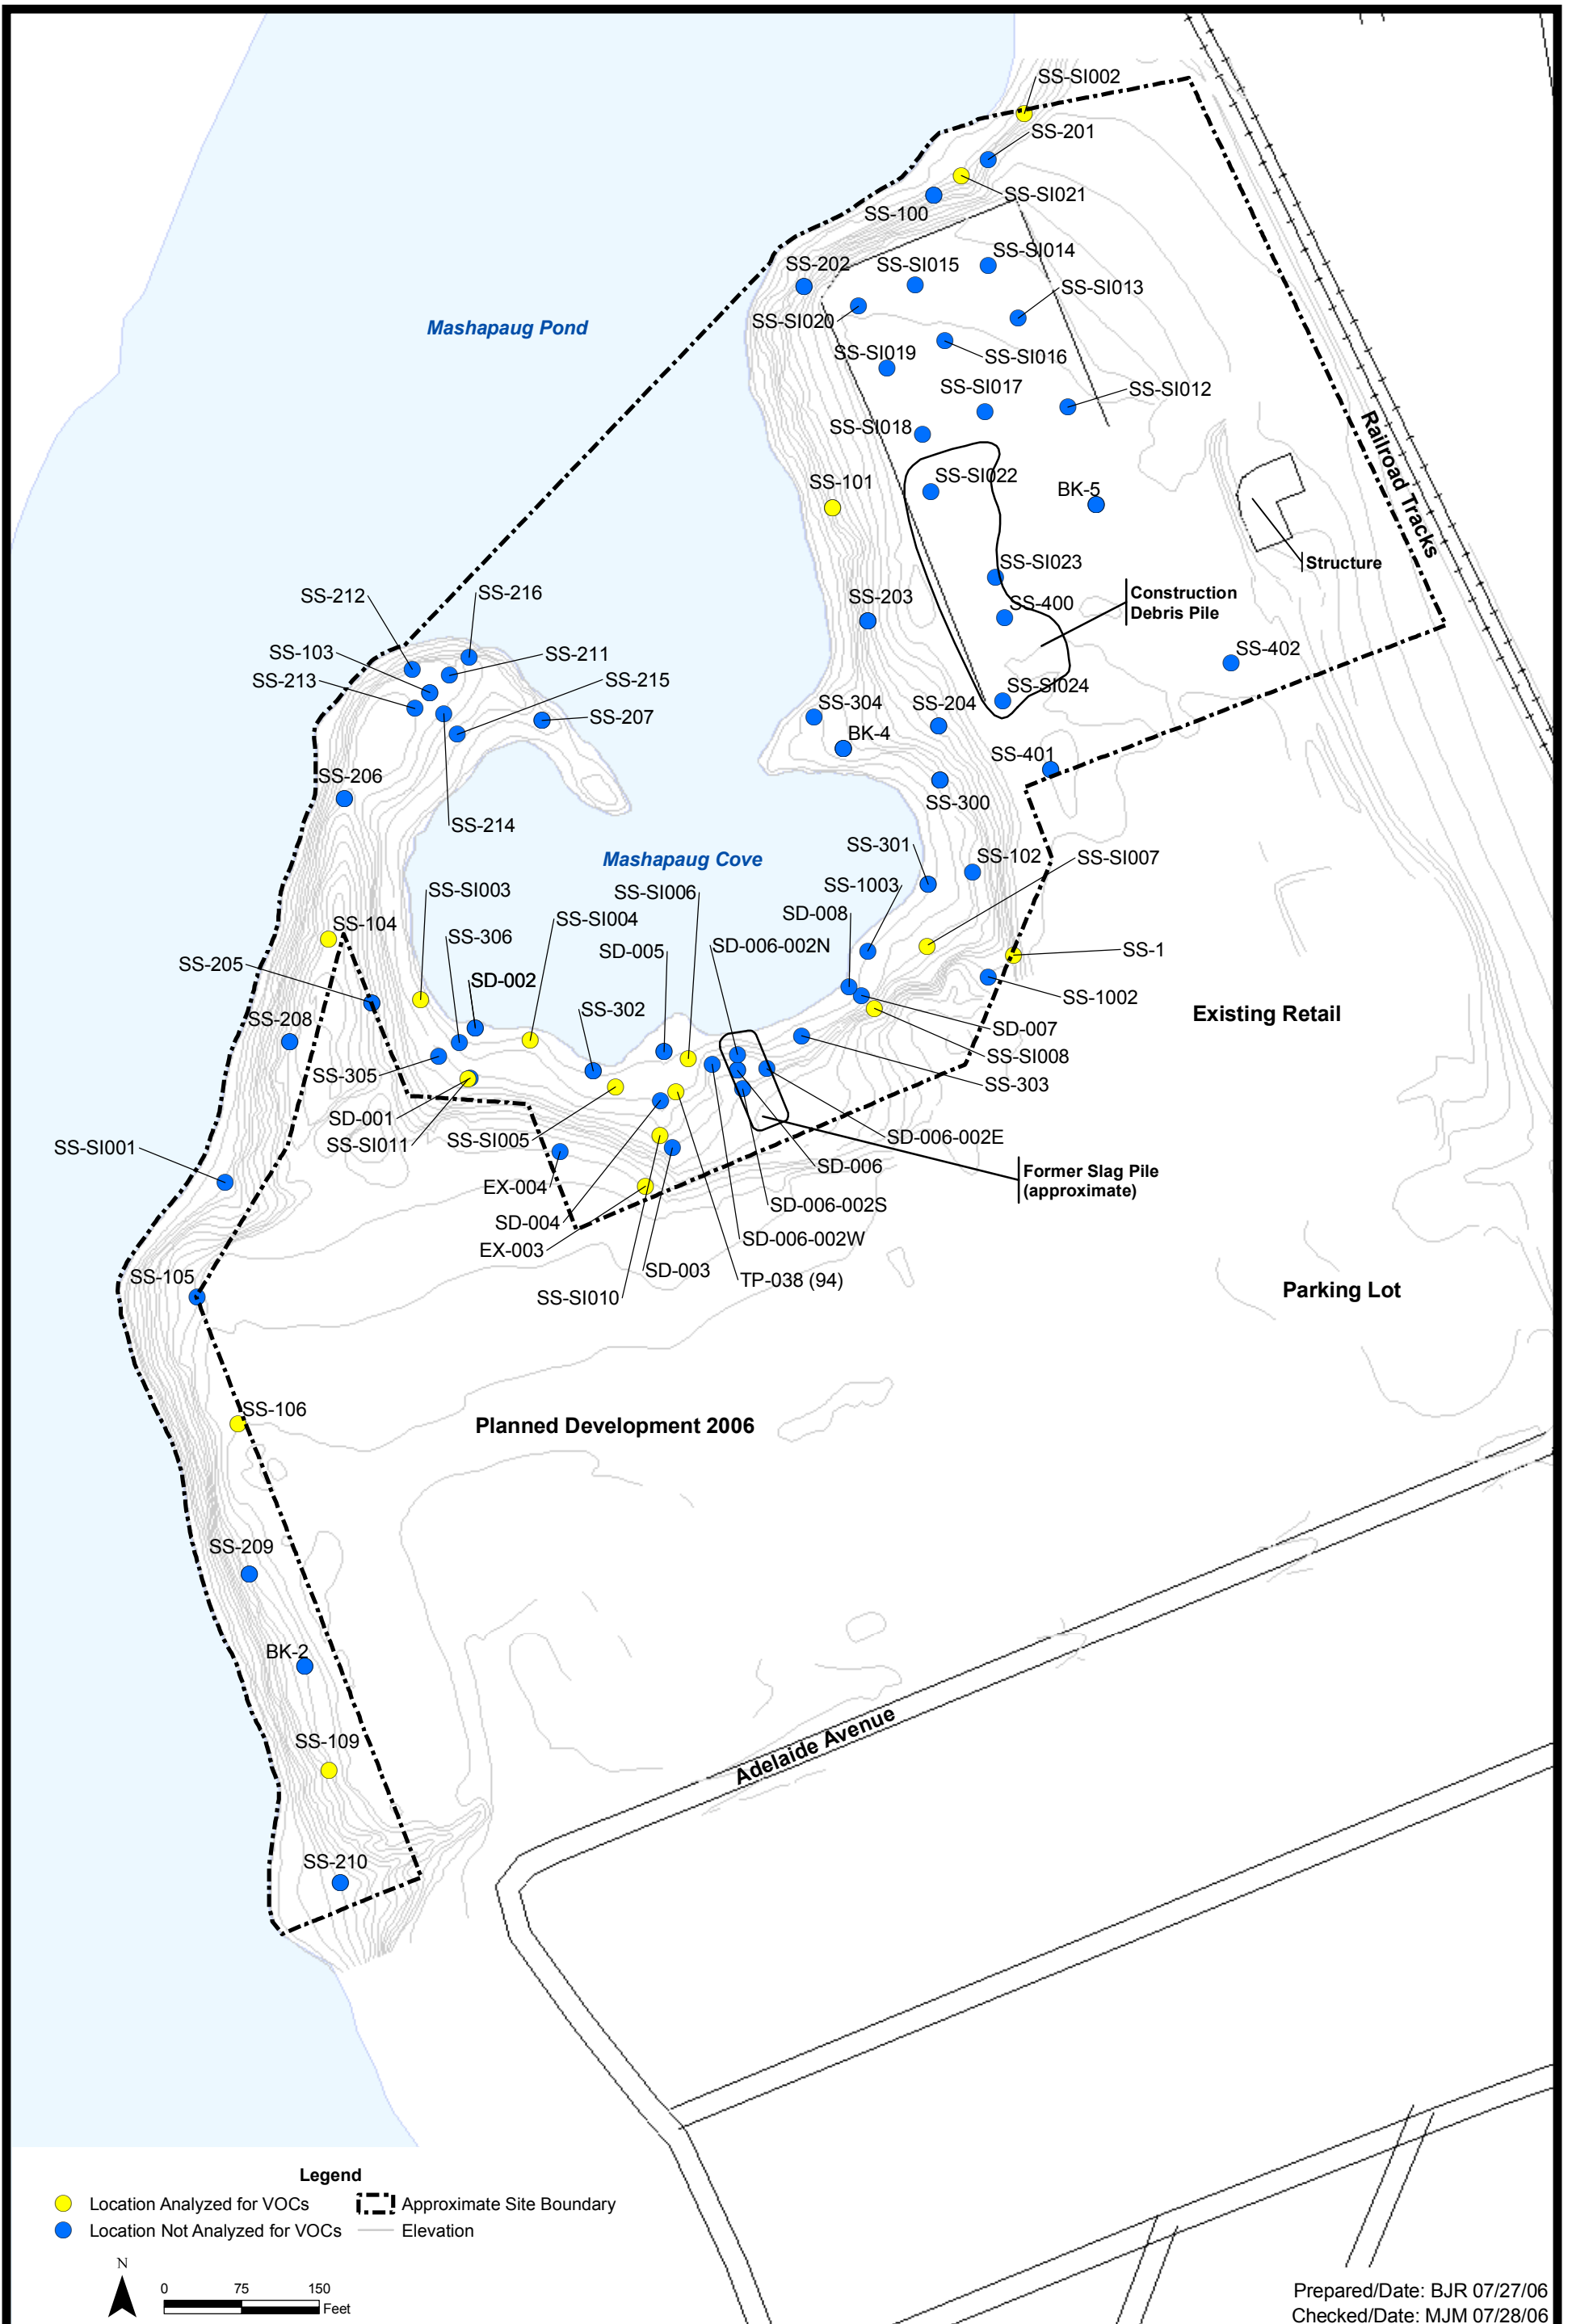 SS-SI002
SS-201
SS-SI021
SS-100
SS-SI014
SS-202
SS-SI015
SS-SI013
SS-SI020
Mashapaug Pond
SS-SI016
SS-SI019
SS-SI017
SS-SI012
SS-SI018
Railroad Tracks
SS-SI022
SS-101
BK-5
Structure
SS-SI023
Construction
Debris Pile
SS-400
SS-203
SS-212
SS-216
SS-103
SS-211
SS-213
SS-215
SS-402
SS-207
SS-SI024
SS-304
SS-204
BK-4
SS-401
SS-206
SS-300
SS-214
SS-301
Mashapaug Cove
SS-102
SS-SI007
SS-1003
SS-SI003
SS-SI006
SD-008
SS-SI004
SS-104
SS-306
SD-005
SD-006-002N
SS-1
SS-205
SD-002
SS-1002
SS-302
Existing Retail
SS-208
SD-007
SS-SI008
SS-305
SS-303
SD-001
SS-SI011
SS-SI005
SD-006-002E
SS-SI001
SD-006
Former Slag Pile
(approximate)
EX-004
SD-006-002S
SD-004
SD-006-002W
EX-003
SD-003
TP-038 (94)
SS-105
SS-SI010
Parking Lot
SS-106
Planned Development 2006
SS-209
BK-2
SS-109
Adelaide Avenue
SS-210
Legend
Location Analyzed for VOCs
Approximate Site Boundary
Location Not Analyzed for VOCs
Elevation
N
0 75 150
Feet
Prepared/Date: BJR 07/27/06
Checked/Date: MJM 07/28/06